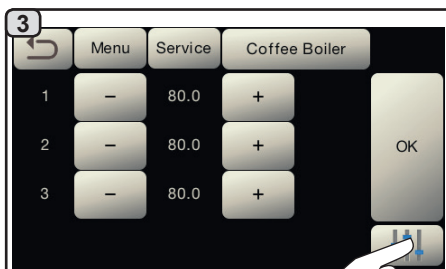 3
Menu Service Coffee Boiler
1 – 80.0 +
2 – 80.0 +
OK
3 – 80.0 +